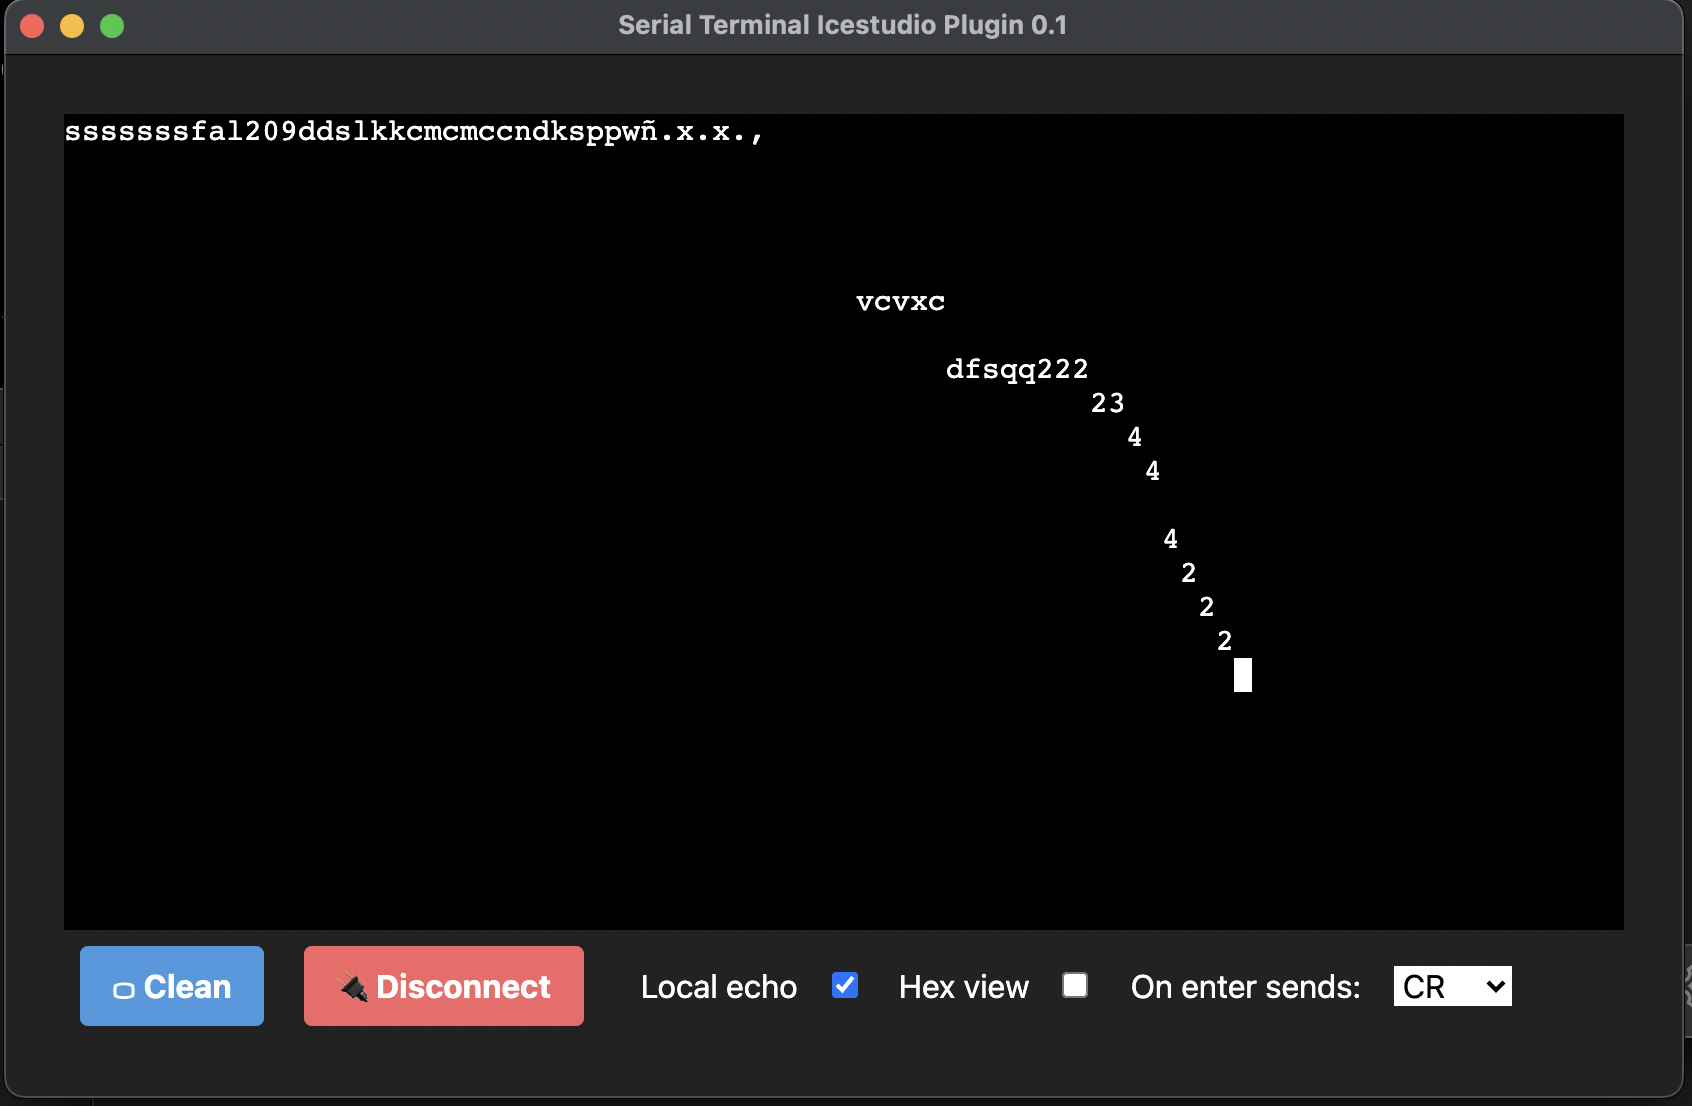 Serial Terminal Icestudio Plugin 0.1
sssssssfal209ddslkkcmcmccndksppwñ.x.x.,
vcvxc
dfsqq222
23
4
4
4
2
2
2
Clean Disconnect Local echo Hex view On enter sends: CR